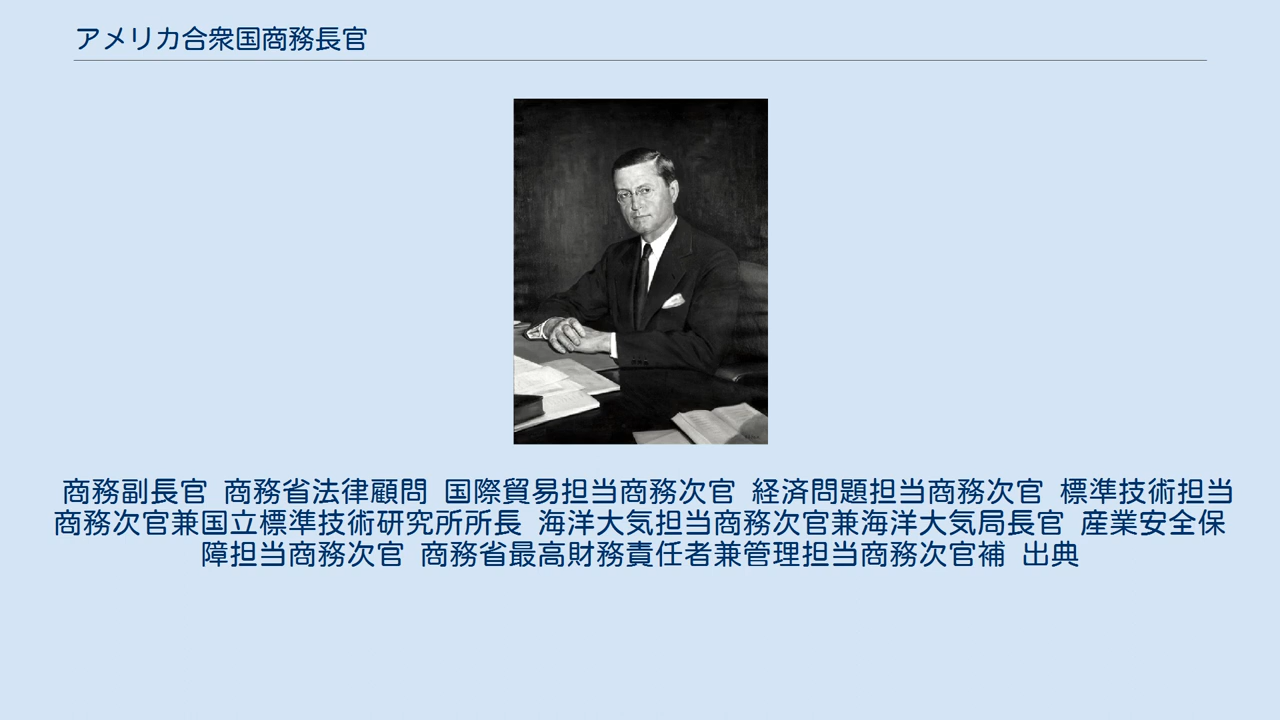 アメリカ合衆国商務長官
商務副長官 商務省法律顧問 国際貿易担当商務次官 経済問題担当商務次官 標準技術担当
商務次官兼国立標準技術研究所所長 海洋大気担当商務次官兼海洋大気局長官 産業安全保
障担当商務次官 商務省最高財務責任者兼管理担当商務次官補 出典